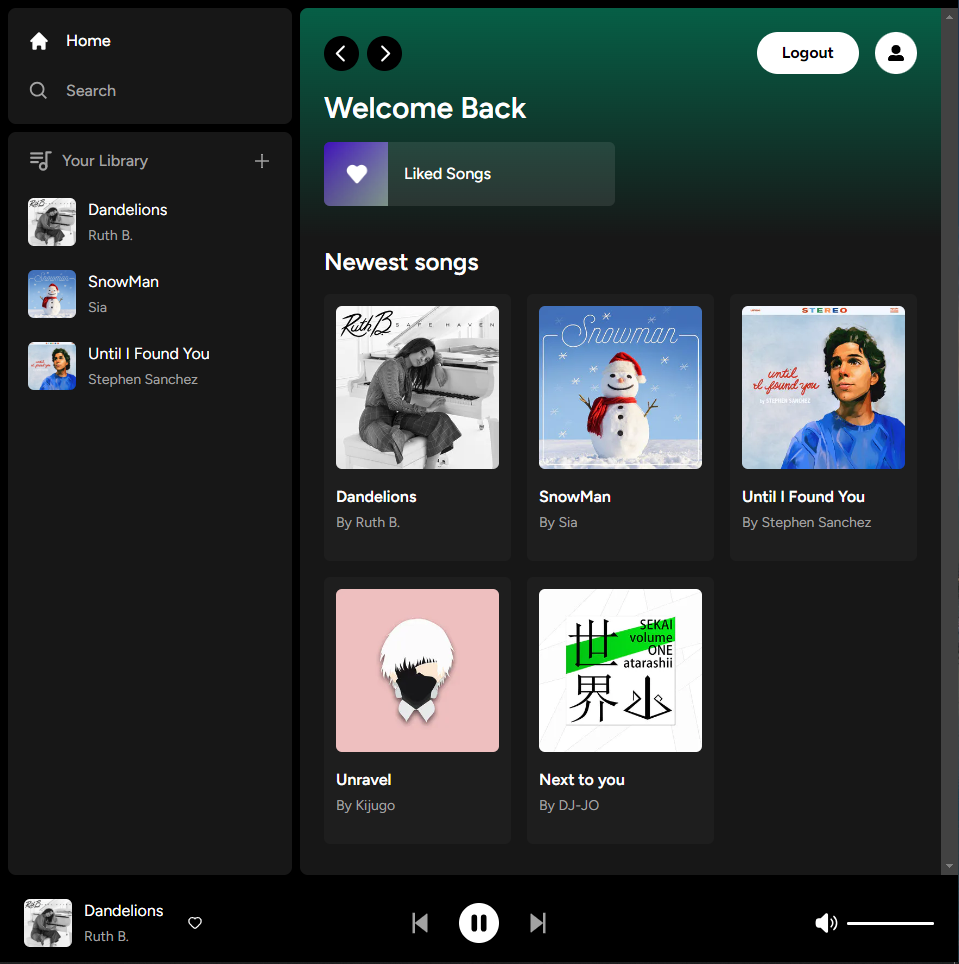 Home
Search
Your Library
Dandelions
Ruth B.
SnowMan
Sia
Until I Found You
Stephen Sanchez
Logout
Welcome Back
Liked Songs
Newest songs
Ruth B
SAFE HAVEN
Dandelions
By Ruth B.
Snowman
SnowMan
By Sia
STEREO
until
I found you
by STEPHEN SANCHEZ
Until I Found You
By Stephen Sanchez
Unravel
By Kijugo
世界
SEKAI
volume
ONE
atarashii
Next to you
By DJ-JO
Dandelions
Ruth B.